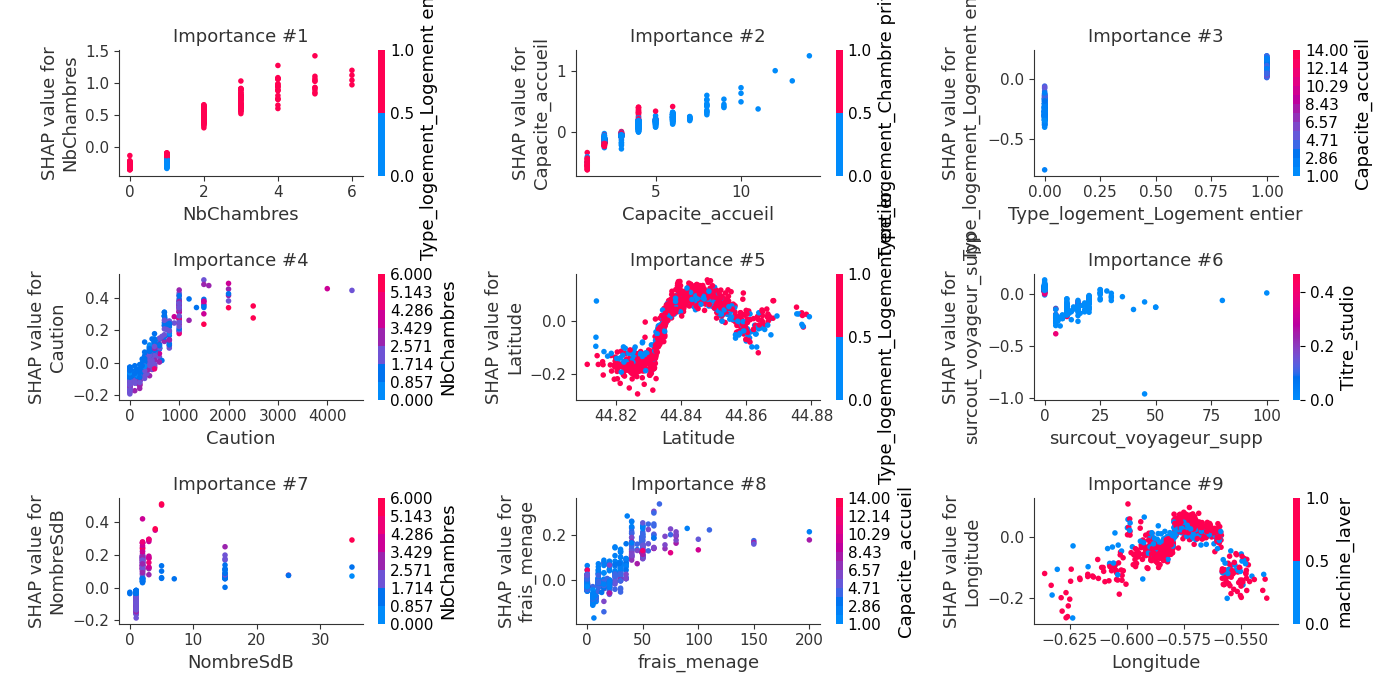 Importance #1
SHAP value for
NbChambres
1.5
1.0
0.5
0.0
0
2
4
6
NbChambres
1.0
0.5
0.0
Type_logement_Logement en
Importance #2
SHAP value for
Capacite_accueil
1
0
5
10
Capacite_accueil
1.0
0.5
0.0
Type_logement_Chambre pri
Importance #3
SHAP value for
Type_logement_Logement entier
0.0
−0.5
0.00
0.25
0.50
0.75
1.00
Type_logement_Logement entier
14.00
12.14
10.29
8.43
6.57
4.71
2.86
1.00
Capacite_accueil
Importance #4
SHAP value for
Caution
0.4
0.2
0.0
−0.2
0
1000
2000
3000
4000
Caution
6.000
5.143
4.286
3.429
2.571
1.714
0.857
0.000
NbChambres
Importance #5
SHAP value for
Latitude
0.0
−0.2
44.82
44.84
44.86
44.88
Latitude
1.0
0.5
0.0
Type_logement_Logement entier
Importance #6
SHAP value for
surcout_voyageur_supp
0.0
−0.5
−1.0
0
25
50
75
100
surcout_voyageur_supp
0.4
0.2
0.0
Titre_studio
Importance #7
SHAP value for
NombreSdB
0.4
0.2
0.0
−0.2
0
10
20
30
NombreSdB
6.000
5.143
4.286
3.429
2.571
1.714
0.857
0.000
NbChambres
Importance #8
SHAP value for
frais_menage
0.2
0.0
0
50
100
150
200
frais_menage
14.00
12.14
10.29
8.43
6.57
4.71
2.86
1.00
Capacite_accueil
Importance #9
SHAP value for
Longitude
0.0
−0.2
−0.625
−0.600
−0.575
−0.550
Longitude
1.0
0.5
0.0
machine_laver